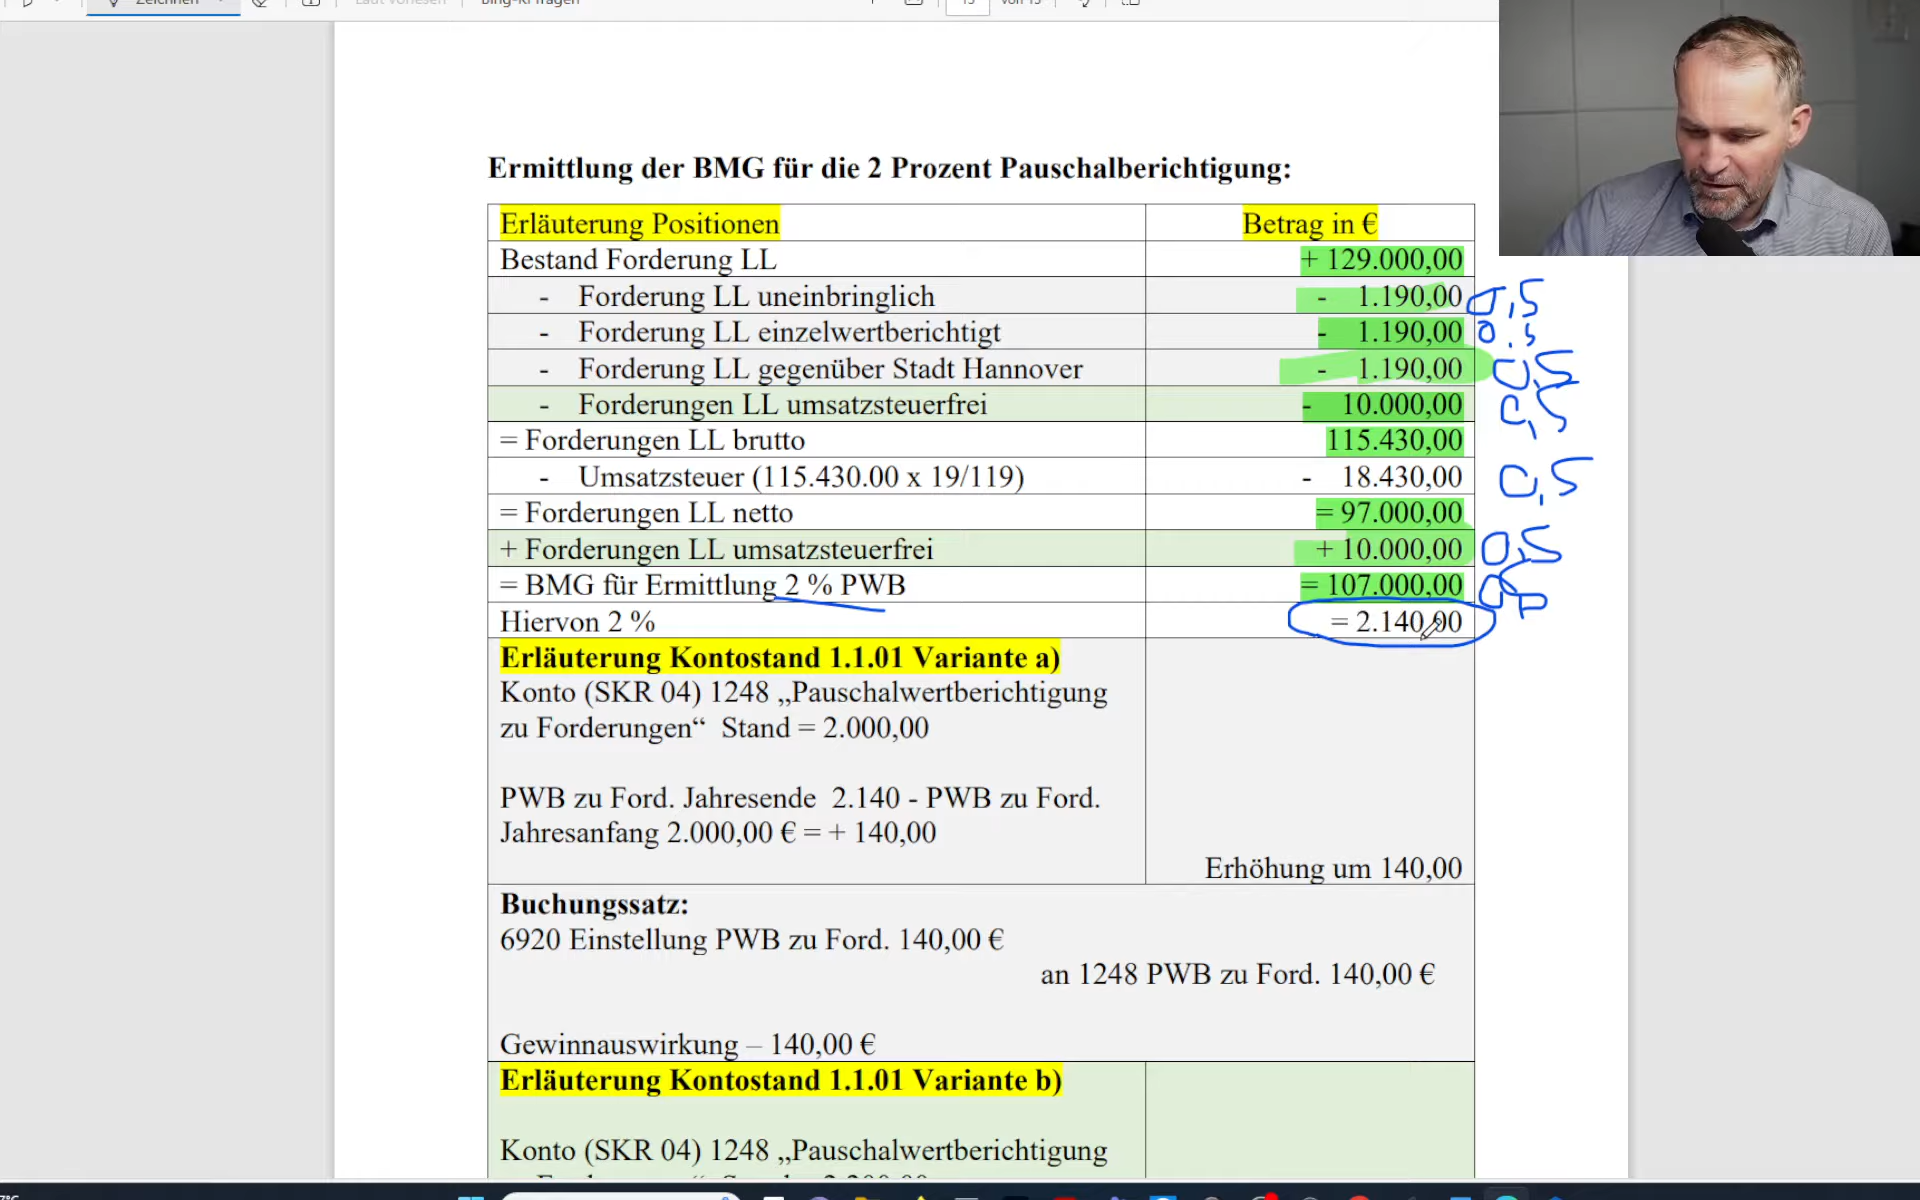 Zeichnen
Laut vorlesen
Bing-KI fragen
von 15
Ermittlung der BMG für die 2 Prozent Pauschalberichtigung:
Erläuterung Positionen Betrag in €
Bestand Forderung LL + 129.000,00
- Forderung LL uneinbringlich - 1.190,00 0,5
- Forderung LL einzelwertberichtigt - 1.190,00 0,5
- Forderung LL gegenüber Stadt Hannover - 1.190,00 0,5
- Forderungen LL umsatzsteuerfrei - 10.000,00 0,5
= Forderungen LL brutto 115.430,00
- Umsatzsteuer (115.430.00 x 19/119) - 18.430,00 0,5
= Forderungen LL netto = 97.000,00
+ Forderungen LL umsatzsteuerfrei + 10.000,00 0,5
= BMG für Ermittlung 2 % PWB = 107.000,00
Hiervon 2 % = 2.140,00
Erläuterung Kontostand 1.1.01 Variante a)
Konto (SKR 04) 1248 „Pauschalwertberichtigung
zu Forderungen“ Stand = 2.000,00
PWB zu Ford. Jahresende 2.140 - PWB zu Ford.
Jahresanfang 2.000,00 € = + 140,00
Erhöhung um 140,00
Buchungssatz:
6920 Einstellung PWB zu Ford. 140,00 €
an 1248 PWB zu Ford. 140,00 €
Gewinnauswirkung – 140,00 €
Erläuterung Kontostand 1.1.01 Variante b)
Konto (SKR 04) 1248 „Pauschalwertberichtigung